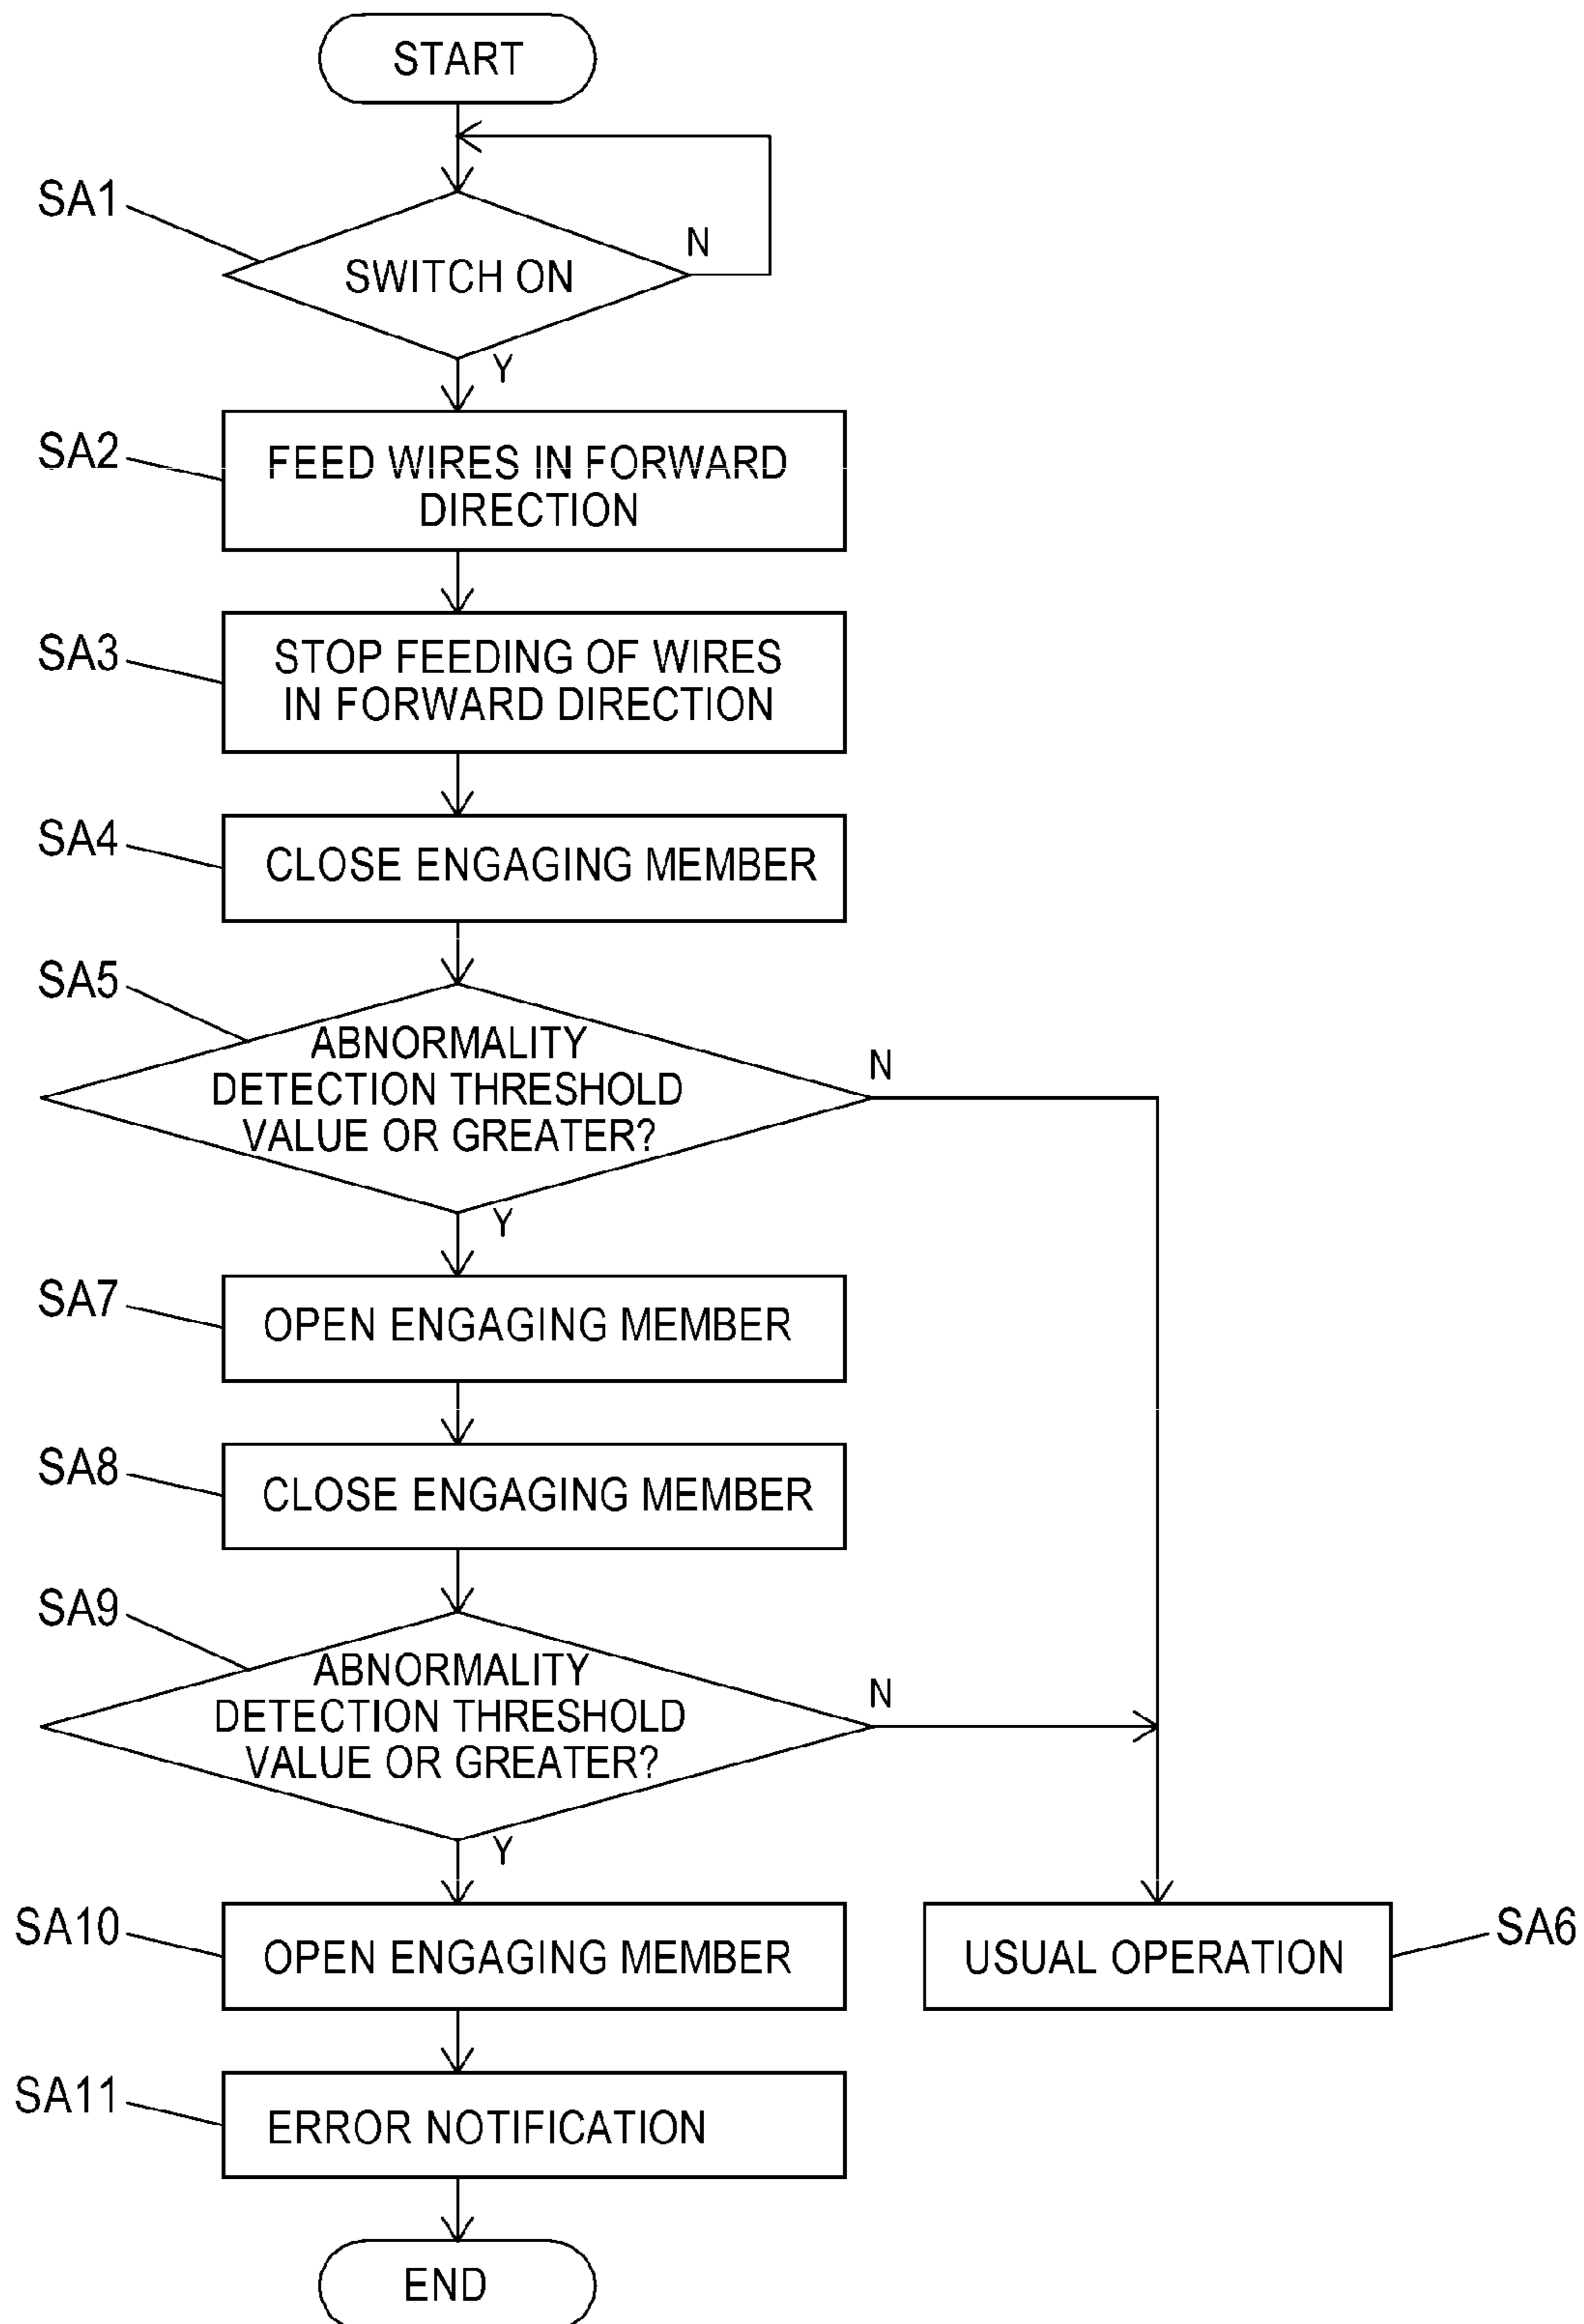 START
SA1
SWITCH ON
N
Y
SA2
FEED WIRES IN FORWARD
DIRECTION
SA3
STOP FEEDING OF WIRES
IN FORWARD DIRECTION
SA4
CLOSE ENGAGING MEMBER
SA5
ABNORMALITY
DETECTION THRESHOLD
VALUE OR GREATER?
N
Y
SA7
OPEN ENGAGING MEMBER
SA8
CLOSE ENGAGING MEMBER
SA9
ABNORMALITY
DETECTION THRESHOLD
VALUE OR GREATER?
N
Y
SA10
OPEN ENGAGING MEMBER
USUAL OPERATION
SA6
SA11
ERROR NOTIFICATION
END